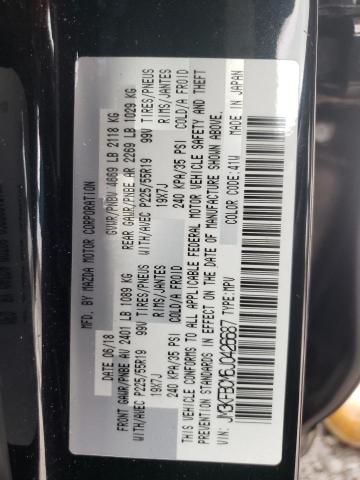 MFD. BY MAZDA MOTOR CORPORATION
DATE 06/18 GVWR/PNBV 4669 LB 2118 KG
FRONT GAWR/PNBE AU 2401 LB 1089 KG REAR GAWR/PNBE AR 2269 LB 1029 KG
WITH/AVEC P225/55R19 99V TIRES/PNEUS WITH/AVEC P225/55R19 99V TIRES/PNEUS
19X7J RIMS/JANTES 19X7J RIMS/JANTES
240 KPA/35 PSI COLD/A FROID 240 KPA/35 PSI COLD/A FROID
THIS VEHICLE CONFORMS TO ALL APPLICABLE FEDERAL MOTOR VEHICLE SAFETY AND THEFT
PREVENTION STANDARDS IN EFFECT ON THE DATE OF MANUFACTURE SHOWN ABOVE.
MADE IN JAPAN
VIN: TYPE:MPV COLOR CODE:41W